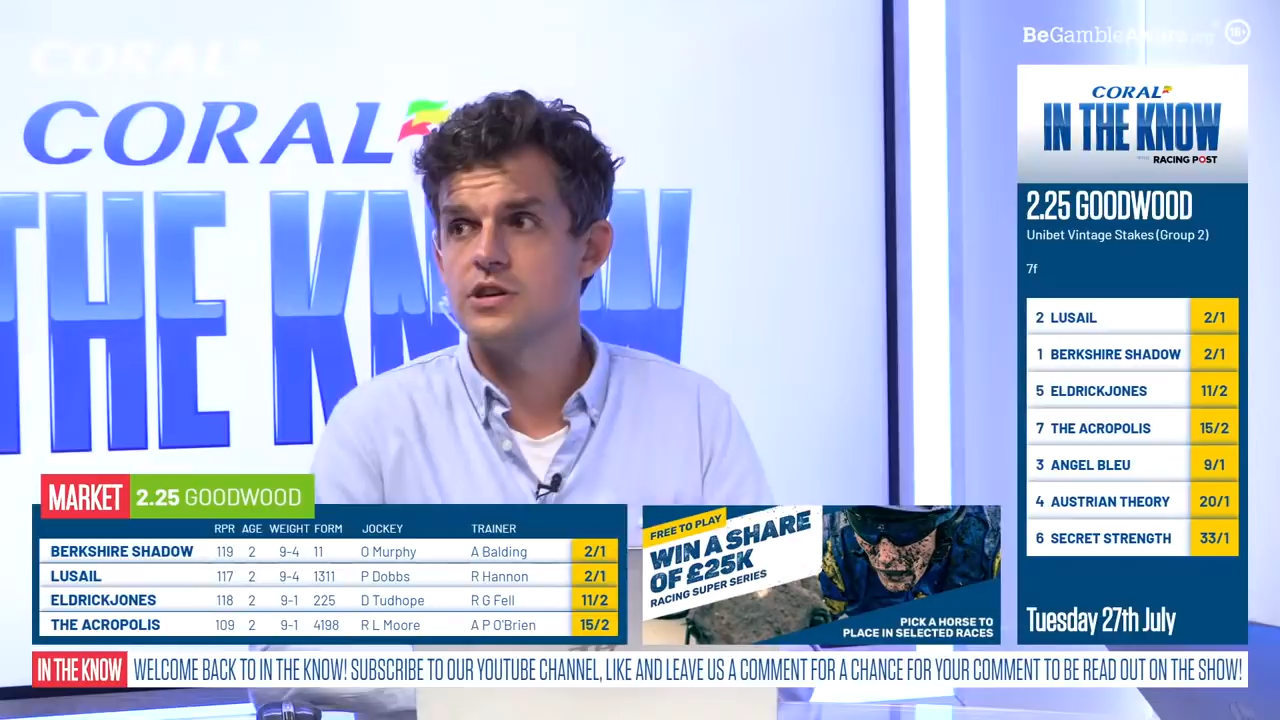 CORAL
CORAL
THE KNOW
BeGambleAware.org 18+
CORAL
IN THE KNOW
WITH RACING POST
2.25 GOODWOOD
Unibet Vintage Stakes (Group 2)
7f
2 LUSAIL 2/1
1 BERKSHIRE SHADOW 2/1
5 ELDRICKJONES 11/2
7 THE ACROPOLIS 15/2
3 ANGEL BLEU 9/1
4 AUSTRIAN THEORY 20/1
6 SECRET STRENGTH 33/1
Tuesday 27th July
MARKET 2.25 GOODWOOD
RPR AGE WEIGHT FORM JOCKEY TRAINER
BERKSHIRE SHADOW 119 2 9-4 11 O Murphy A Balding 2/1
LUSAIL 117 2 9-4 1311 P Dobbs R Hannon 2/1
ELDRICKJONES 118 2 9-1 225 D Tudhope R G Fell 11/2
THE ACROPOLIS 109 2 9-1 4198 R L Moore A P O'Brien 15/2
FREE TO PLAY
WIN A SHARE
OF £25K
RACING SUPER SERIES
PICK A HORSE TO
PLACE IN SELECTED RACES
IN THE KNOW WELCOME BACK TO IN THE KNOW! SUBSCRIBE TO OUR YOUTUBE CHANNEL, LIKE AND LEAVE US A COMMENT FOR A CHANCE FOR YOUR COMMENT TO BE READ OUT ON THE SHOW!